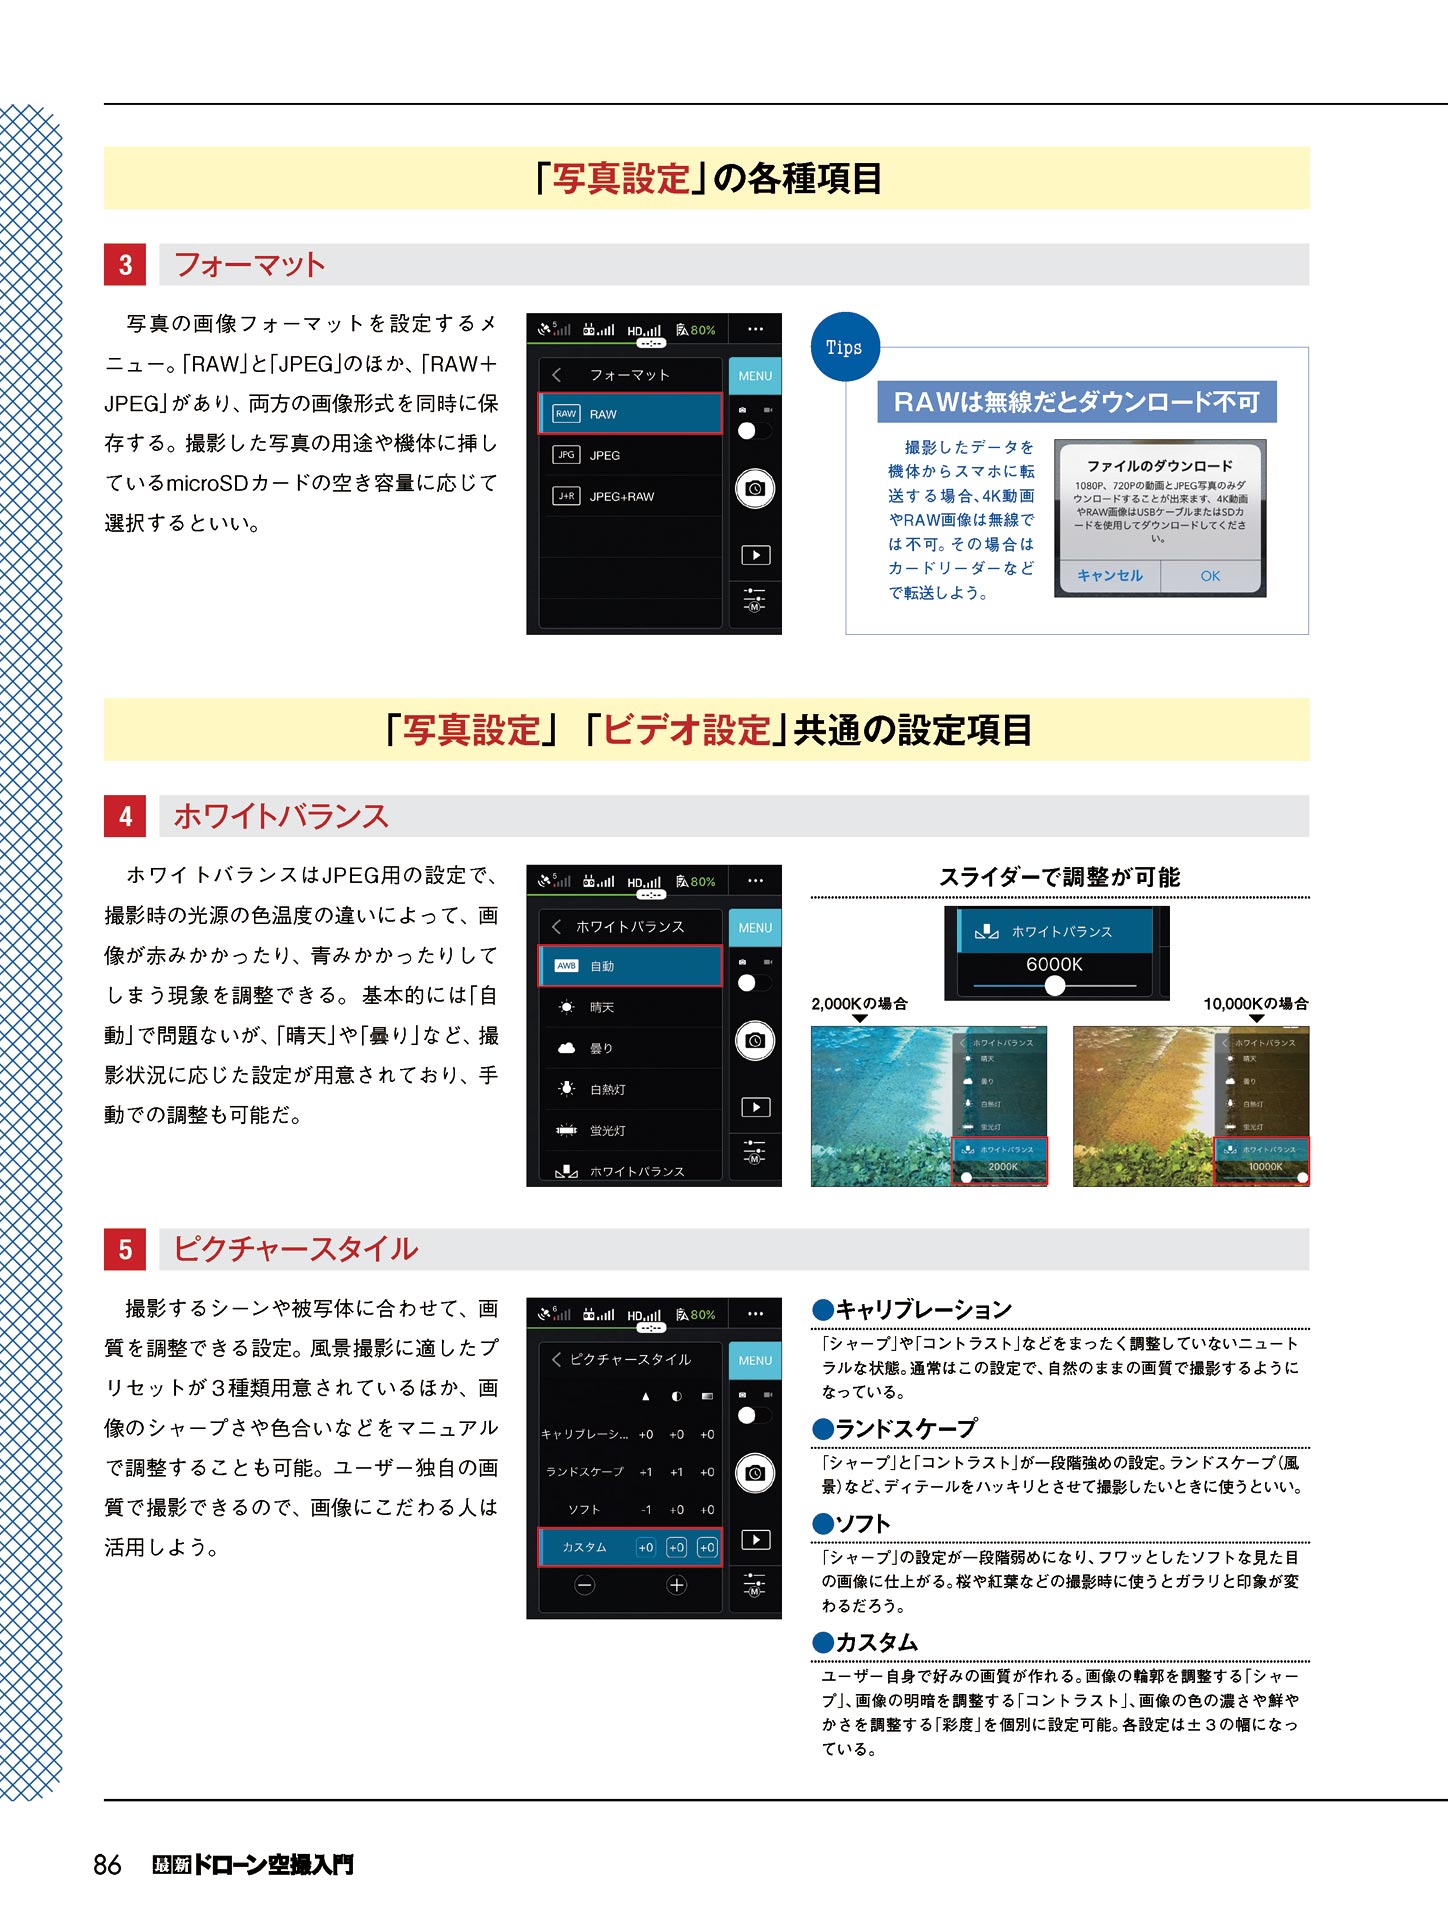 「写真設定」の各種項目
3 フォーマット
写真の画像フォーマットを設定するメ
ニュー。「RAW」と「JPEG」のほか、「RAW＋
JPEG」があり、両方の画像形式を同時に保
存する。撮影した写真の用途や機体に挿し
ているmicroSDカードの空き容量に応じて
選択するといい。
5 HD 80% •••
フォーマット
MENU
RAW RAW
JPG JPEG
J+R JPEG+RAW
M
Tips
RAWは無線だとダウンロード不可
撮影したデータを
機体からスマホに転
送する場合、4K動画
やRAW画像は無線で
は不可。その場合は
カードリーダーなど
で転送しよう。
ファイルのダウンロード
1080P、720Pの動画とJPEG写真のみダ
ウンロードすることが出来ます、4K動画
やRAW画像はUSBケーブルまたはSDカ
ードを使用してダウンロードしてくださ
い。
キャンセル OK
「写真設定」「ビデオ設定」共通の設定項目
4 ホワイトバランス
ホワイトバランスはJPEG用の設定で、
撮影時の光源の色温度の違いによって、画
像が赤みかかったり、青みかかったりして
しまう現象を調整できる。基本的には「自
動」で問題ないが、「晴天」や「曇り」など、撮
影状況に応じた設定が用意されており、手
動での調整も可能だ。
5 HD 80% •••
ホワイトバランス
MENU
AWB 自動
晴天
曇り
白熱灯
蛍光灯
ホワイトバランス
M
スライダーで調整が可能
ホワイトバランス
6000K
2,000Kの場合
ホワイトバランス
晴天
曇り
白熱灯
蛍光灯
ホワイトバランス
2000K
10,000Kの場合
ホワイトバランス
晴天
曇り
白熱灯
蛍光灯
ホワイトバランス
10000K
5 ピクチャースタイル
撮影するシーンや被写体に合わせて、画
質を調整できる設定。風景撮影に適したプ
リセットが３種類用意されているほか、画
像のシャープさや色合いなどをマニュアル
で調整することも可能。ユーザー独自の画
質で撮影できるので、画像にこだわる人は
活用しよう。
6 HD 80% •••
ピクチャースタイル
MENU
キャリブレーシ... +0 +0 +0
ランドスケープ +1 +1 +0
ソフト -1 +0 +0
カスタム +0 +0 +0
M
●キャリブレーション
「シャープ」や「コントラスト」などをまったく調整していないニュート
ラルな状態。通常はこの設定で、自然のままの画質で撮影するように
なっている。
●ランドスケープ
「シャープ」と「コントラスト」が一段階強めの設定。ランドスケープ（風
景）など、ディテールをハッキリとさせて撮影したいときに使うといい。
●ソフト
「シャープ」の設定が一段階弱めになり、フワッとしたソフトな見た目
の画像に仕上がる。桜や紅葉などの撮影時に使うとガラリと印象が変
わるだろう。
●カスタム
ユーザー自身で好みの画質が作れる。画像の輪郭を調整する「シャー
プ」、画像の明暗を調整する「コントラスト」、画像の色の濃さや鮮や
かさを調整する「彩度」を個別に設定可能。各設定は±３の幅になっ
ている。
86 最新ドローン空撮入門